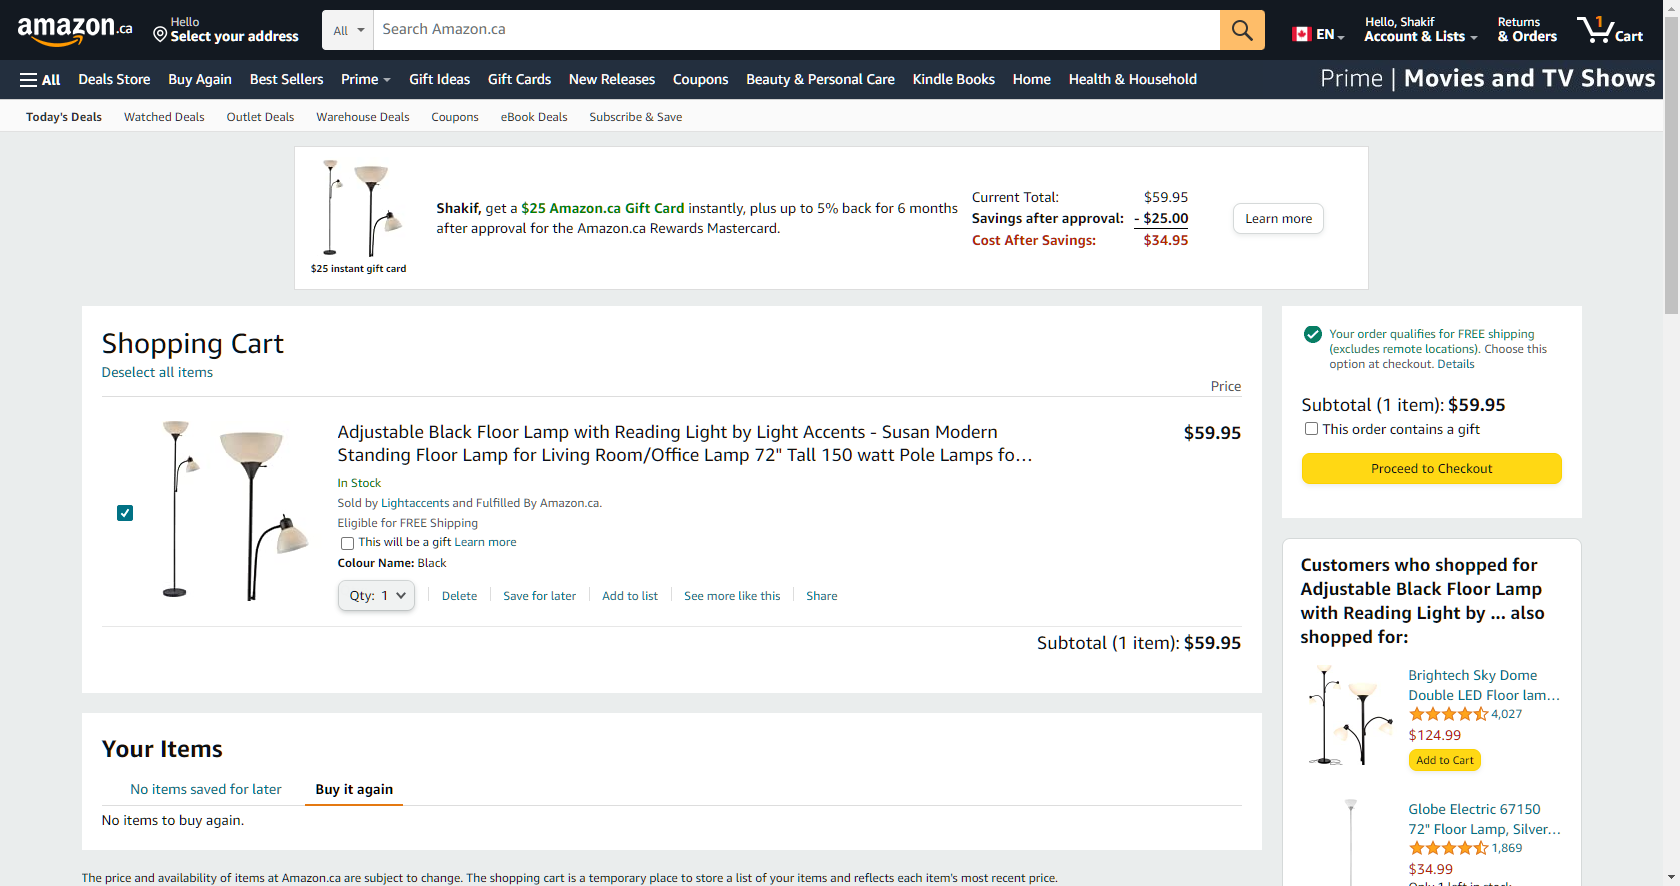 amazon.ca
Hello
Select your address
All
Search Amazon.ca
EN
Hello, Shakif
Account & Lists
Returns
& Orders
1
Cart
All
Deals Store
Buy Again
Best Sellers
Prime
Gift Ideas
Gift Cards
New Releases
Coupons
Beauty & Personal Care
Kindle Books
Home
Health & Household
Prime | Movies and TV Shows
Today's Deals
Watched Deals
Outlet Deals
Warehouse Deals
Coupons
eBook Deals
Subscribe & Save
$25 instant gift card
Shakif, get a $25 Amazon.ca Gift Card instantly, plus up to 5% back for 6 months
after approval for the Amazon.ca Rewards Mastercard.
Current Total: $59.95
Savings after approval: - $25.00
Cost After Savings: $34.95
Learn more
Shopping Cart
Deselect all items
Price
Adjustable Black Floor Lamp with Reading Light by Light Accents - Susan Modern
Standing Floor Lamp for Living Room/Office Lamp 72" Tall 150 watt Pole Lamps fo…
$59.95
In Stock
Sold by Lightaccents and Fulfilled By Amazon.ca.
Eligible for FREE Shipping
This will be a gift Learn more
Colour Name: Black
Qty: 1
Delete
Save for later
Add to list
See more like this
Share
Subtotal (1 item): $59.95
Your Items
No items saved for later
Buy it again
No items to buy again.
The price and availability of items at Amazon.ca are subject to change. The shopping cart is a temporary place to store a list of your items and reflects each item's most recent price.
Your order qualifies for FREE shipping
(excludes remote locations). Choose this
option at checkout. Details
Subtotal (1 item): $59.95
This order contains a gift
Proceed to Checkout
Customers who shopped for
Adjustable Black Floor Lamp
with Reading Light by ... also
shopped for:
Brightech Sky Dome
Double LED Floor lam…
4,027
$124.99
Add to Cart
Globe Electric 67150
72" Floor Lamp, Silver…
1,869
$34.99
Only 1 left in stock